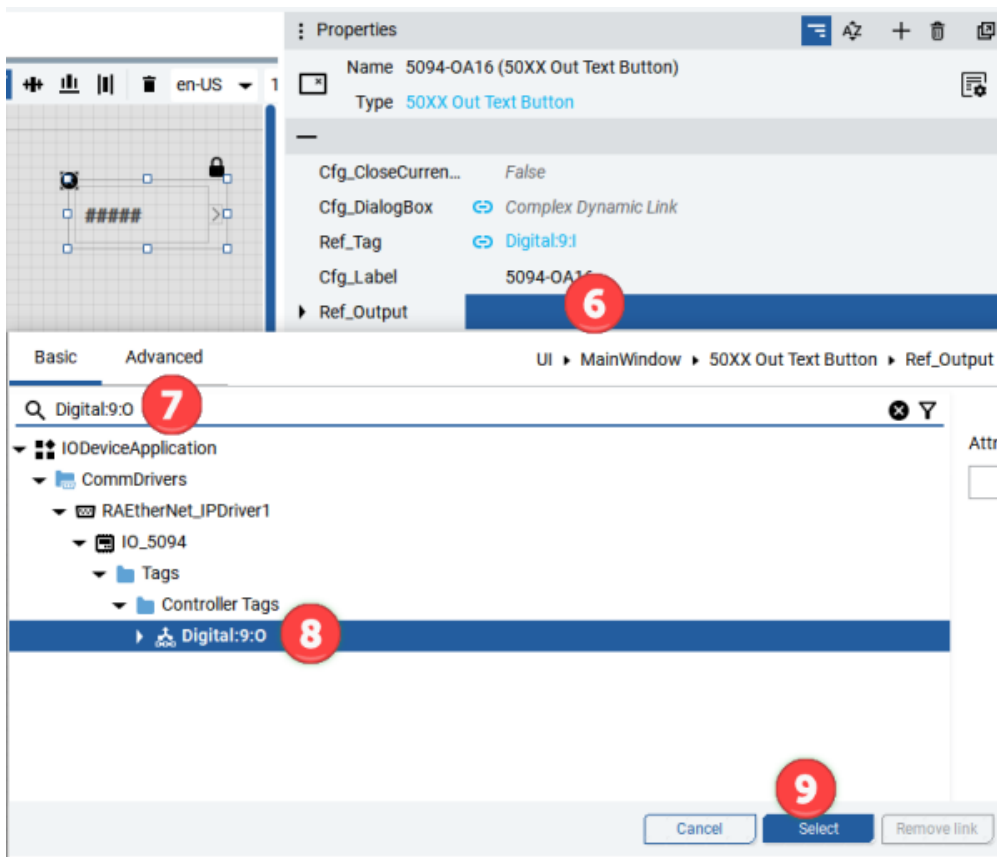 Properties
Name 5094-OA16 (50XX Out Text Button)
Type 50XX Out Text Button
en-US 1
#####
Cfg_CloseCurren... False
Cfg_DialogBox Complex Dynamic Link
Ref_Tag Digital:9:I
Cfg_Label 5094-OA16
Ref_Output
6
Basic Advanced UI MainWindow 50XX Out Text Button Ref_Output
Digital:9:O 7
IODeviceApplication
Attr
CommDrivers
RAEtherNet_IPDriver1
IO_5094
Tags
Controller Tags
Digital:9:O 8
9
Cancel Select Remove link